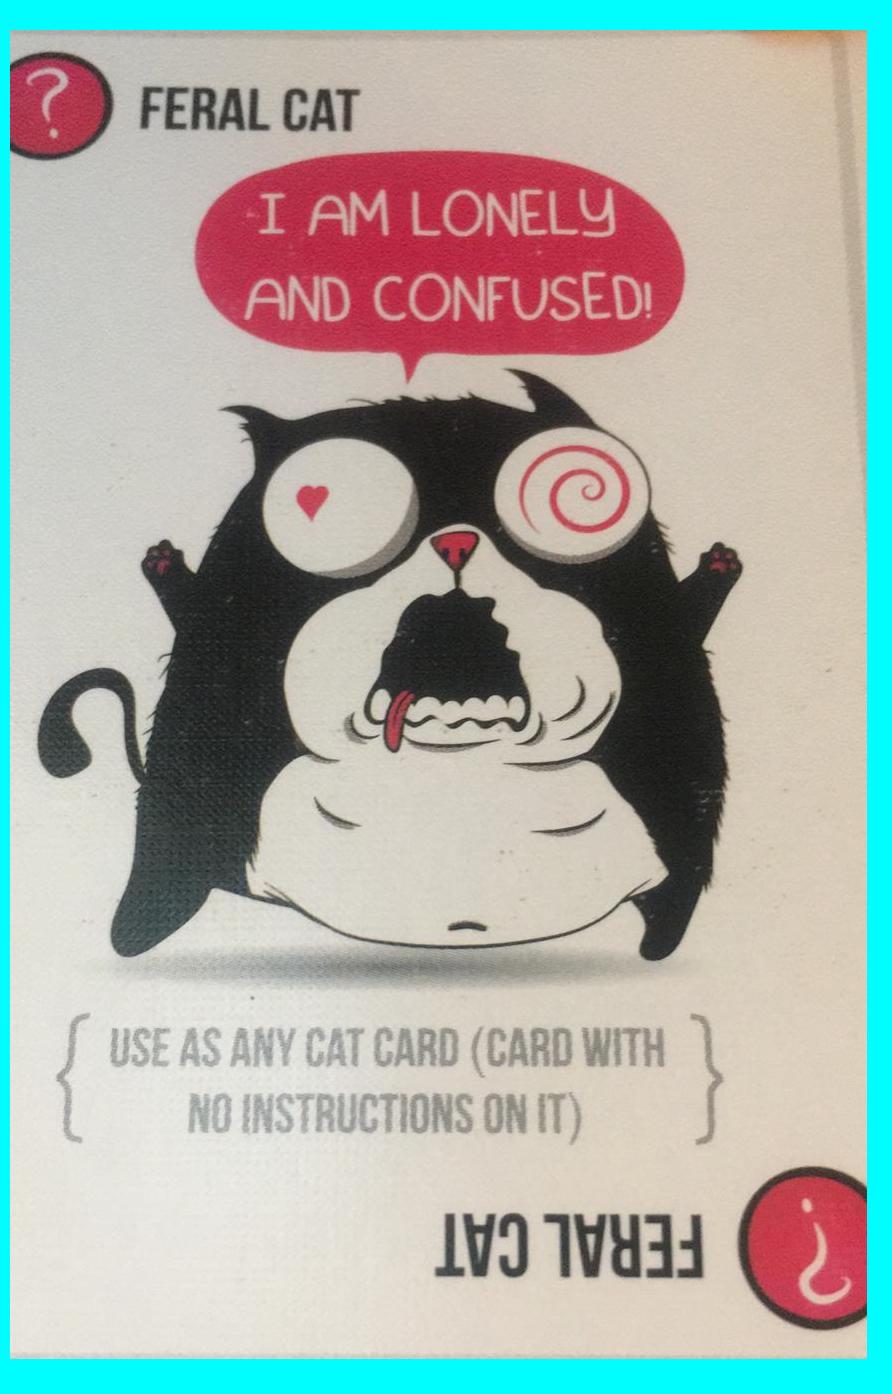 ?
FERAL CAT
I AM LONELY
AND CONFUSED!
{ USE AS ANY CAT CARD (CARD WITH
NO INSTRUCTIONS ON IT) }
FERAL CAT
?